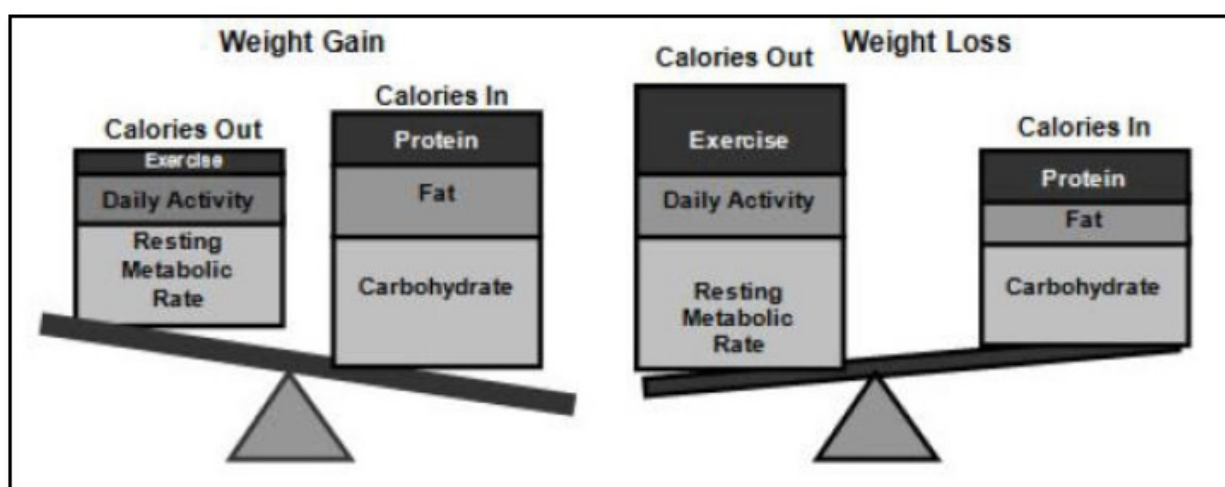 Weight Gain
Calories Out
Exercise
Daily Activity
Resting
Metabolic
Rate
Calories In
Protein
Fat
Carbohydrate
Weight Loss
Calories Out
Exercise
Daily Activity
Resting
Metabolic
Rate
Calories In
Protein
Fat
Carbohydrate